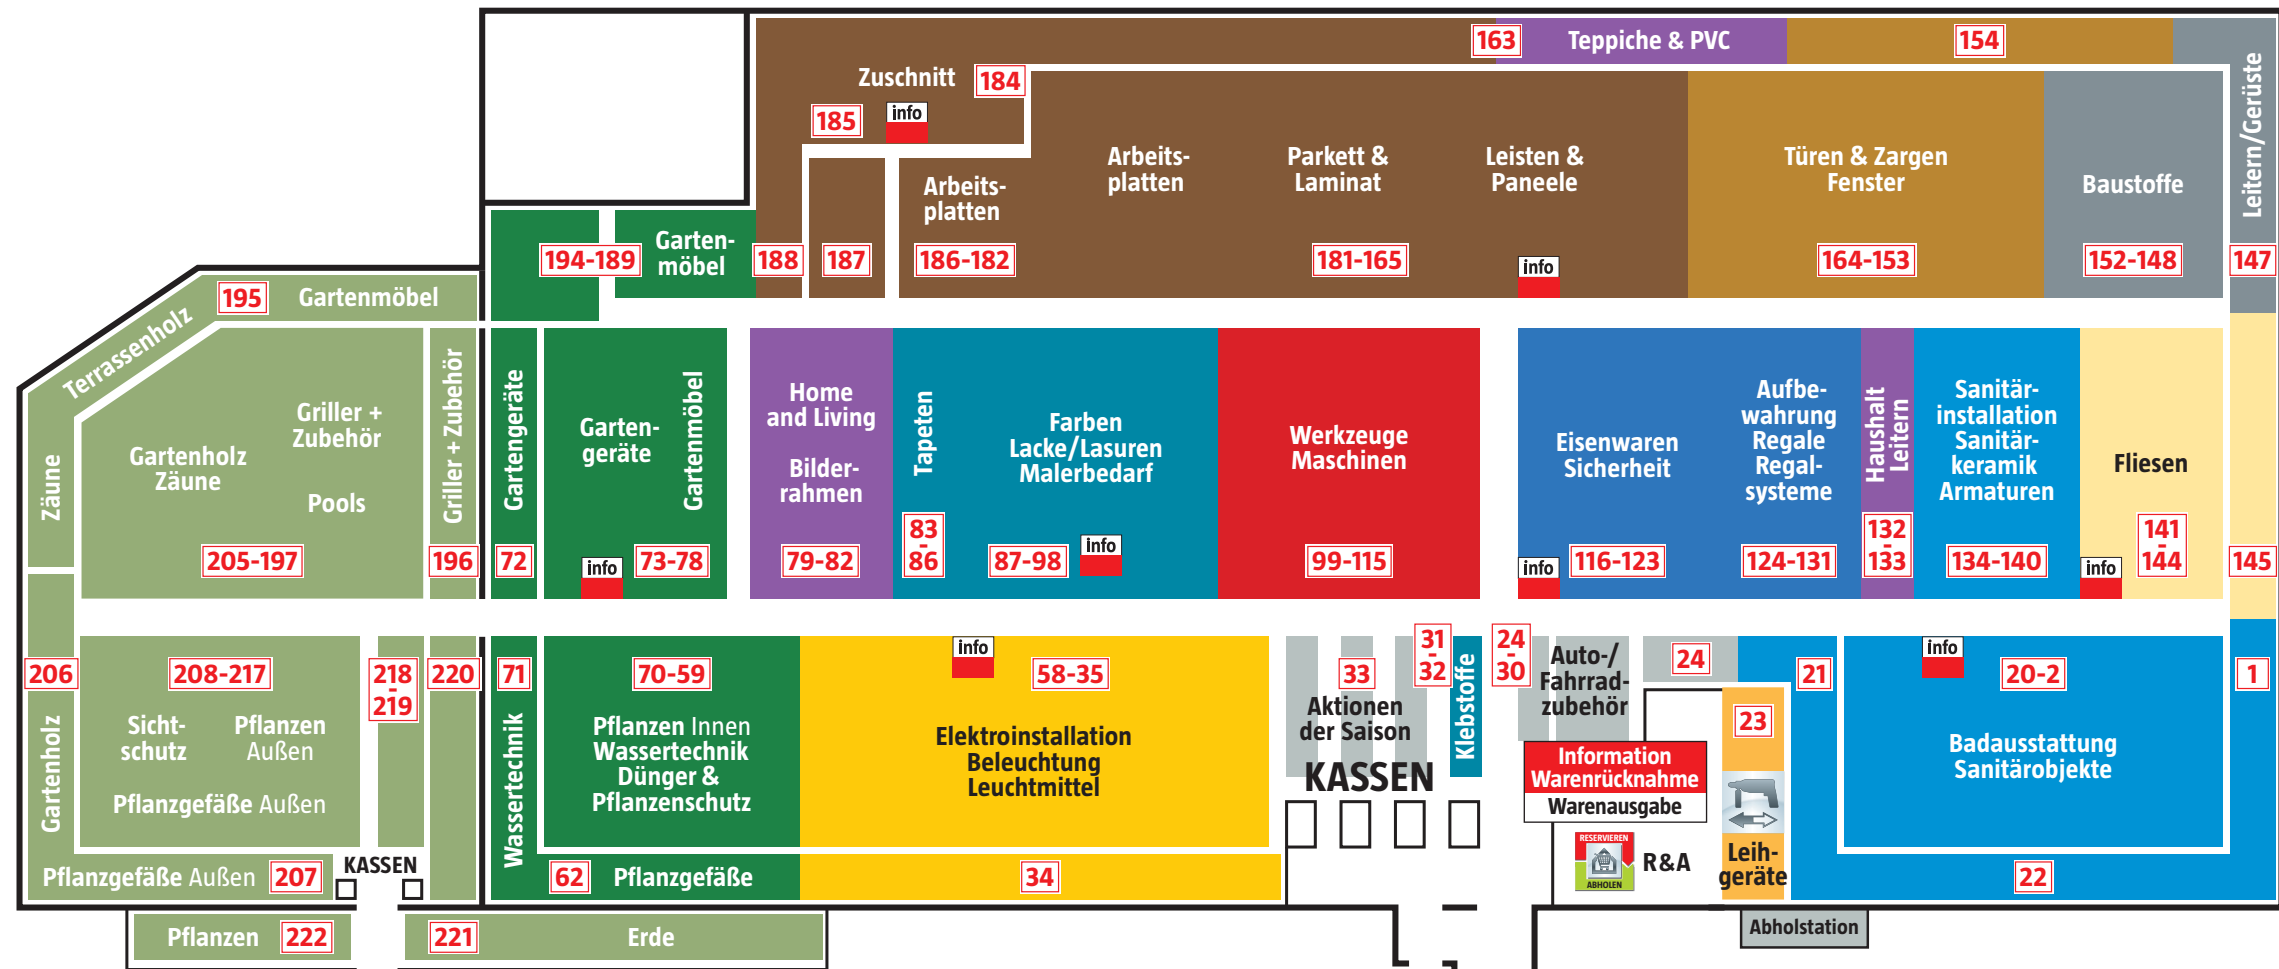 163
Teppiche & PVC
154
Leitern/Gerüste
147
Zuschnitt
184
185
info
Arbeits-
platten
186-182
Arbeits-
platten
Parkett &
Laminat
Leisten &
Paneele
181-165
info
Türen & Zargen
Fenster
164-153
Baustoffe
152-148
194-189
Garten-
möbel
188
187
195
Gartenmöbel
Terrassenholz
Zäune
Gartenholz
Zäune
Griller +
Zubehör
Pools
205-197
Griller + Zubehör
196
Gartengeräte
72
Garten-
geräte
Gartenmöbel
info
73-78
Home
and Living
Bilder-
rahmen
79-82
Tapeten
83
-
86
Farben
Lacke/Lasuren
Malerbedarf
87-98
info
Werkzeuge
Maschinen
99-115
Eisenwaren
Sicherheit
info
116-123
Aufbe-
wahrung
Regale
Regal-
systeme
124-131
Haushalt
Leitern
132
-
133
Sanitär-
installation
Sanitär-
keramik
Armaturen
134-140
Fliesen
info
141
-
144
145
206
Gartenholz
208-217
Sicht-
schutz
Pflanzen
Außen
Pflanzgefäße Außen
218
-
219
220
Pflanzgefäße Außen
207
KASSEN
Pflanzen
222
221
Erde
71
Wassertechnik
70-59
Pflanzen Innen
Wassertechnik
Dünger &
Pflanzenschutz
62
Pflanzgefäße
info
58-35
Elektroinstallation
Beleuchtung
Leuchtmittel
34
33
Aktionen
der Saison
31
-
32
Klebstoffe
KASSEN
24
-
30
Auto-/
Fahrrad-
zubehör
24
Information
Warenrücknahme
Warenausgabe
RESERVIEREN
ABHOLEN
R&A
23
Leih-
geräte
21
info
20-2
Badausstattung
Sanitärobjekte
1
22
Abholstation